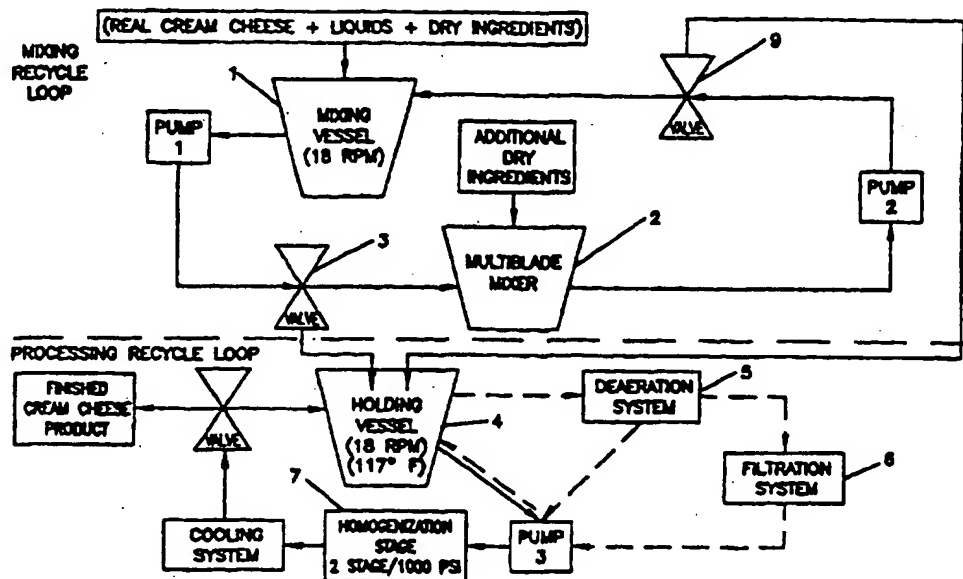 (REAL CREAM CHEESE + LIQUIDS + DRY INGREDIENTS)
MIXING
RECYCLE
LOOP
1
MIXING
VESSEL
(18 RPM)
PUMP
1
9
VALVE
ADDITIONAL
DRY
INGREDIENTS
PUMP
2
3
VALVE
2
MULTIBLADE
MIXER
PROCESSING RECYCLE LOOP
FINISHED
CREAM CHEESE
PRODUCT
VALVE
HOLDING
VESSEL
(18 RPM)
(117° F)
4
DEAERATION
SYSTEM
5
FILTRATION
SYSTEM
6
7
COOLING
SYSTEM
HOMOGENIZATION
STAGE
2 STAGE/1000 PSI
PUMP
3